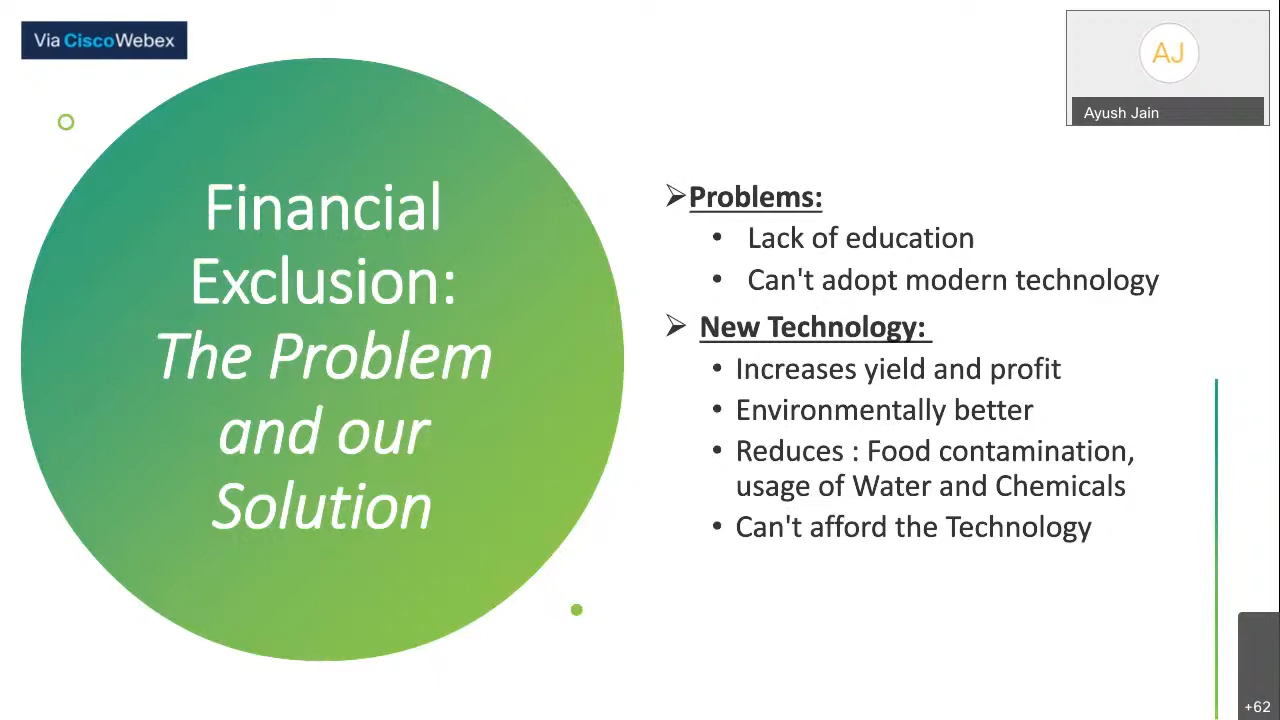 Via Cisco Webex
AJ
Ayush Jain
Financial
Exclusion:
The Problem
and our
Solution
➢Problems:
• Lack of education
• Can't adopt modern technology
➢ New Technology:
• Increases yield and profit
• Environmentally better
• Reduces : Food contamination,
usage of Water and Chemicals
• Can't afford the Technology
+62